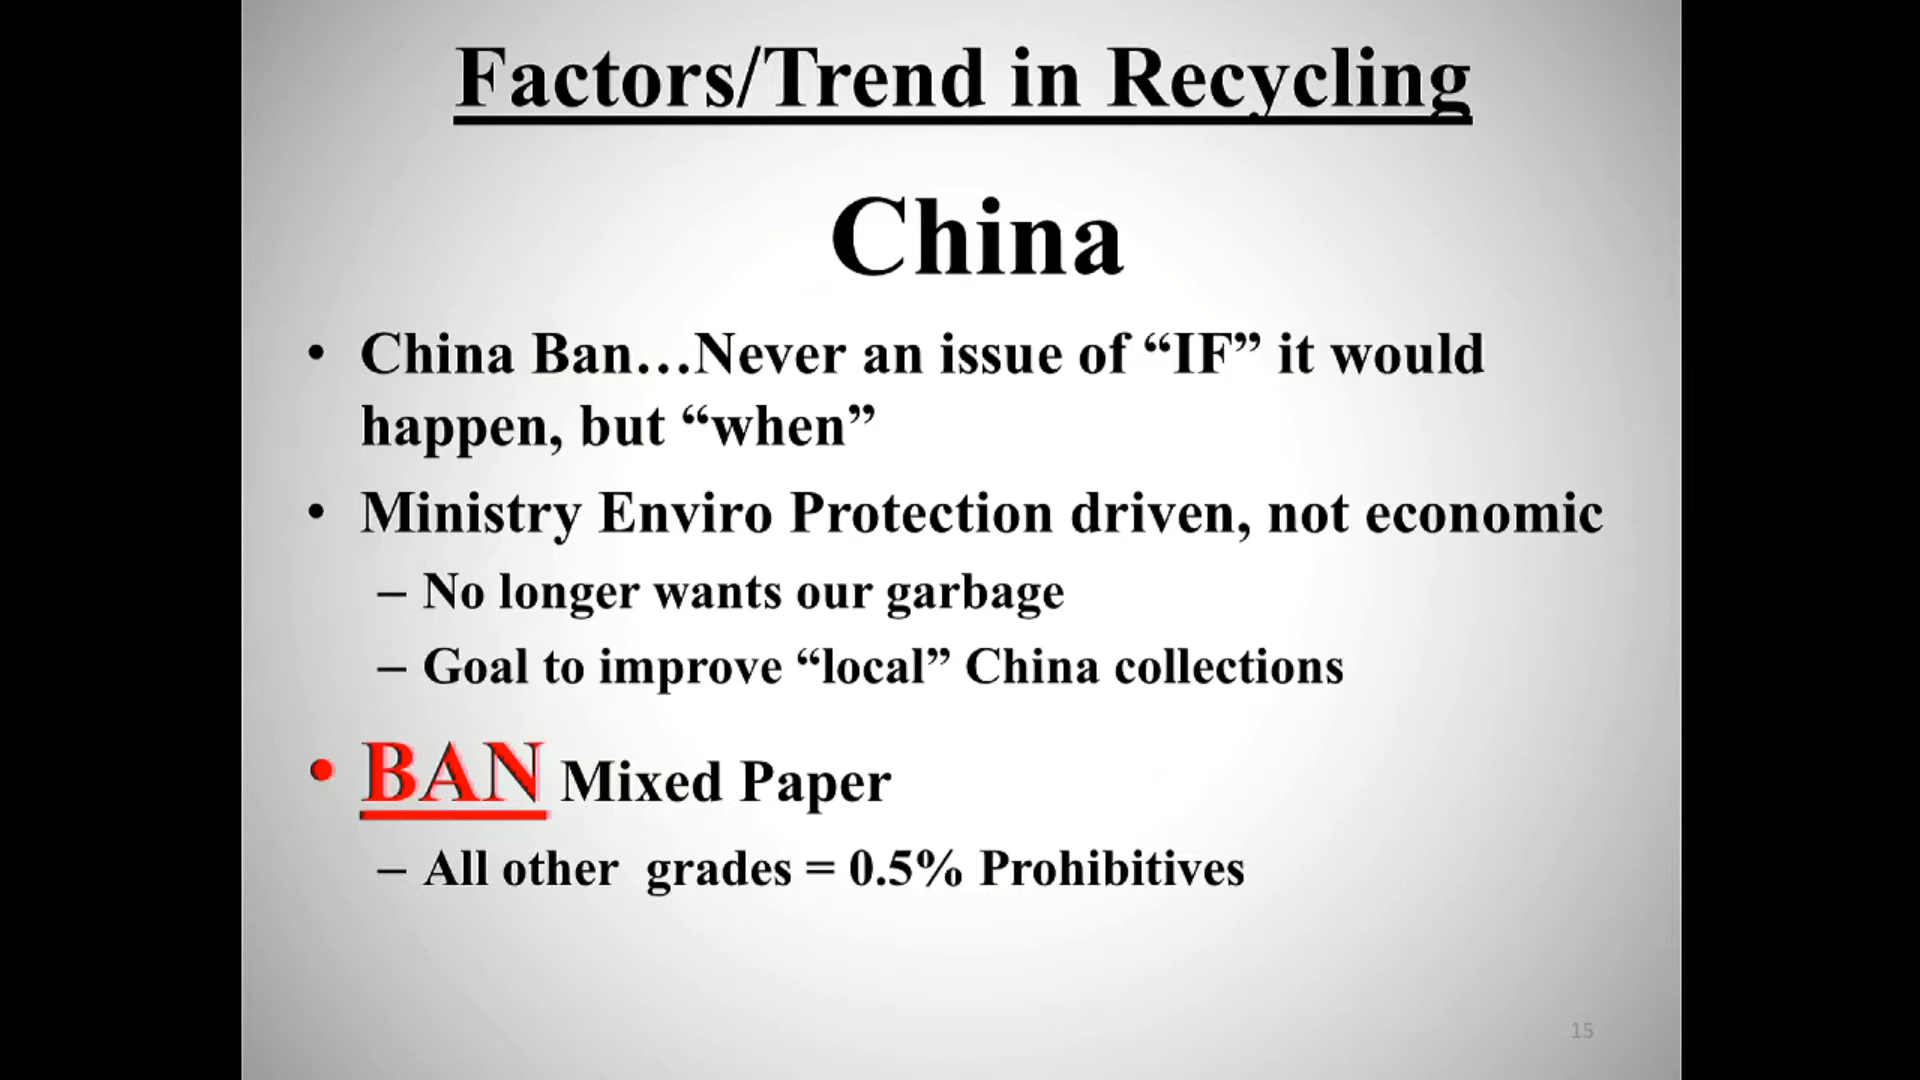 Factors/Trend in Recycling
China
• China Ban…Never an issue of “IF” it would
happen, but “when”
• Ministry Enviro Protection driven, not economic
– No longer wants our garbage
– Goal to improve “local” China collections
• BAN Mixed Paper
– All other  grades = 0.5% Prohibitives
15